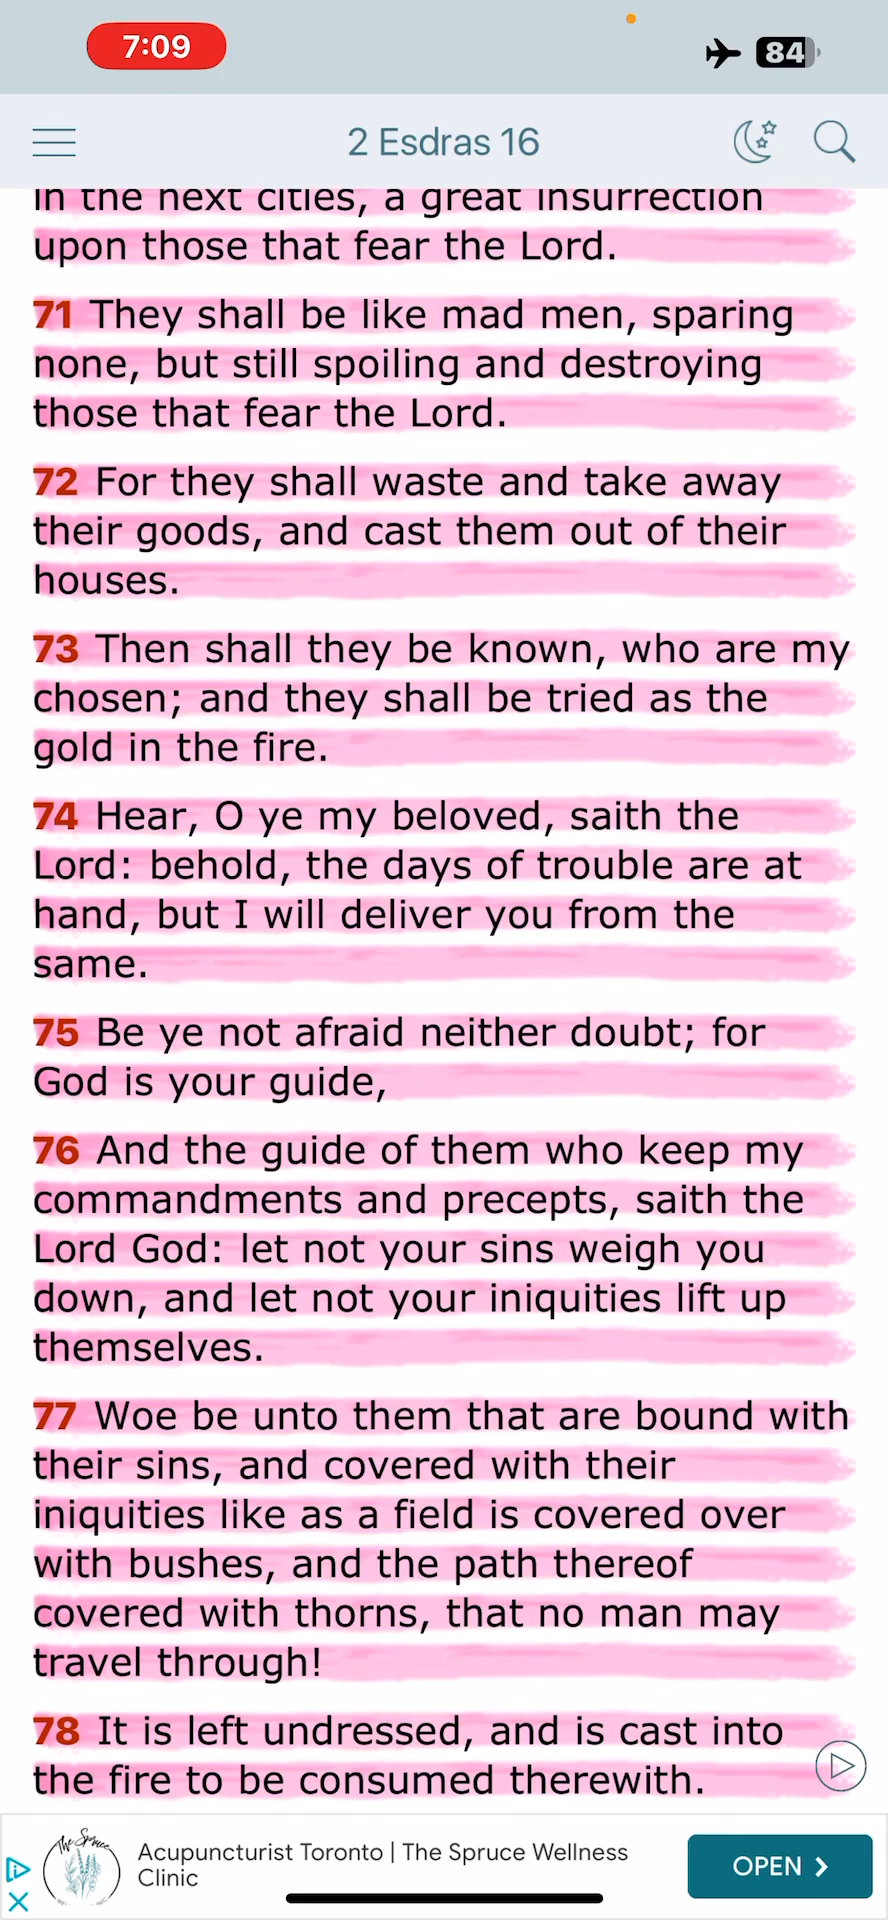 7:09
84
2 Esdras 16
in the next cities, a great insurrection
upon those that fear the Lord.
71 They shall be like mad men, sparing
none, but still spoiling and destroying
those that fear the Lord.
72 For they shall waste and take away
their goods, and cast them out of their
houses.
73 Then shall they be known, who are my
chosen; and they shall be tried as the
gold in the fire.
74 Hear, O ye my beloved, saith the
Lord: behold, the days of trouble are at
hand, but I will deliver you from the
same.
75 Be ye not afraid neither doubt; for
God is your guide,
76 And the guide of them who keep my
commandments and precepts, saith the
Lord God: let not your sins weigh you
down, and let not your iniquities lift up
themselves.
77 Woe be unto them that are bound with
their sins, and covered with their
iniquities like as a field is covered over
with bushes, and the path thereof
covered with thorns, that no man may
travel through!
78 It is left undressed, and is cast into
the fire to be consumed therewith.
The Spruce
Acupuncturist Toronto | The Spruce Wellness
Clinic
OPEN